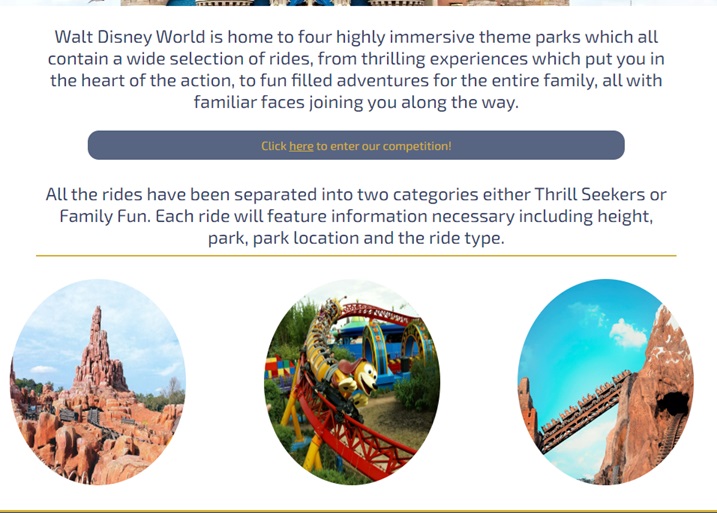 Walt Disney World is home to four highly immersive theme parks which all
contain a wide selection of rides, from thrilling experiences which put you in
the heart of the action, to fun filled adventures for the entire family, all with
familiar faces joining you along the way.
Click here to enter our competition!
All the rides have been separated into two categories either Thrill Seekers or
Family Fun. Each ride will feature information necessary including height,
park, park location and the ride type.